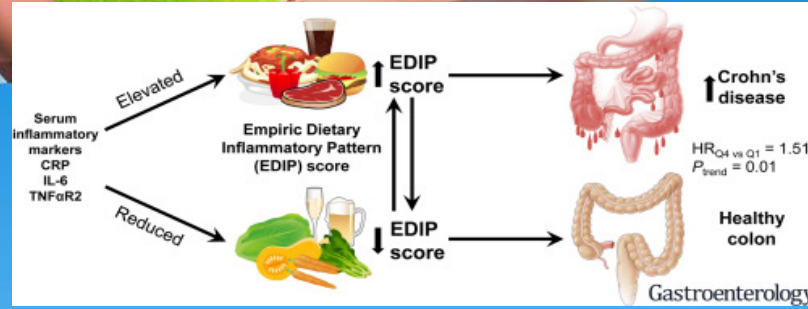 Serum
inflammatory
markers
CRP
IL-6
TNFαR2
Elevated
Reduced
EDIP
score
Empiric Dietary
Inflammatory Pattern
(EDIP) score
EDIP
score
Crohn's
disease
HRQ4 vs Q1 = 1.51
Ptrend = 0.01
Healthy
colon
Gastroenterology